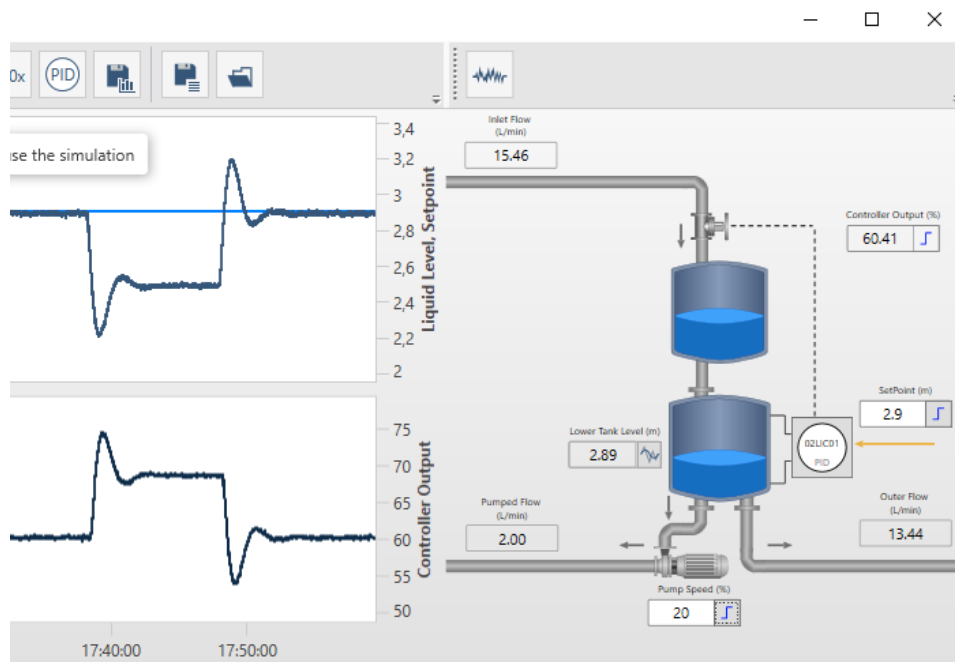 0x
PID
use the simulation
3,4
3,2
3
2,8
2,6
2,4
2,2
2
Liquid Level, Setpoint
75
70
65
60
55
50
Controller Output
17:40:00
17:50:00
Inlet Flow
(L/min)
15.46
Controller Output (%)
60.41
SetPoint (m)
2.9
Lower Tank Level (m)
2.89
02LIC01
PID
Pumped Flow
(L/min)
2.00
Outer Flow
(L/min)
13.44
Pump Speed (%)
20